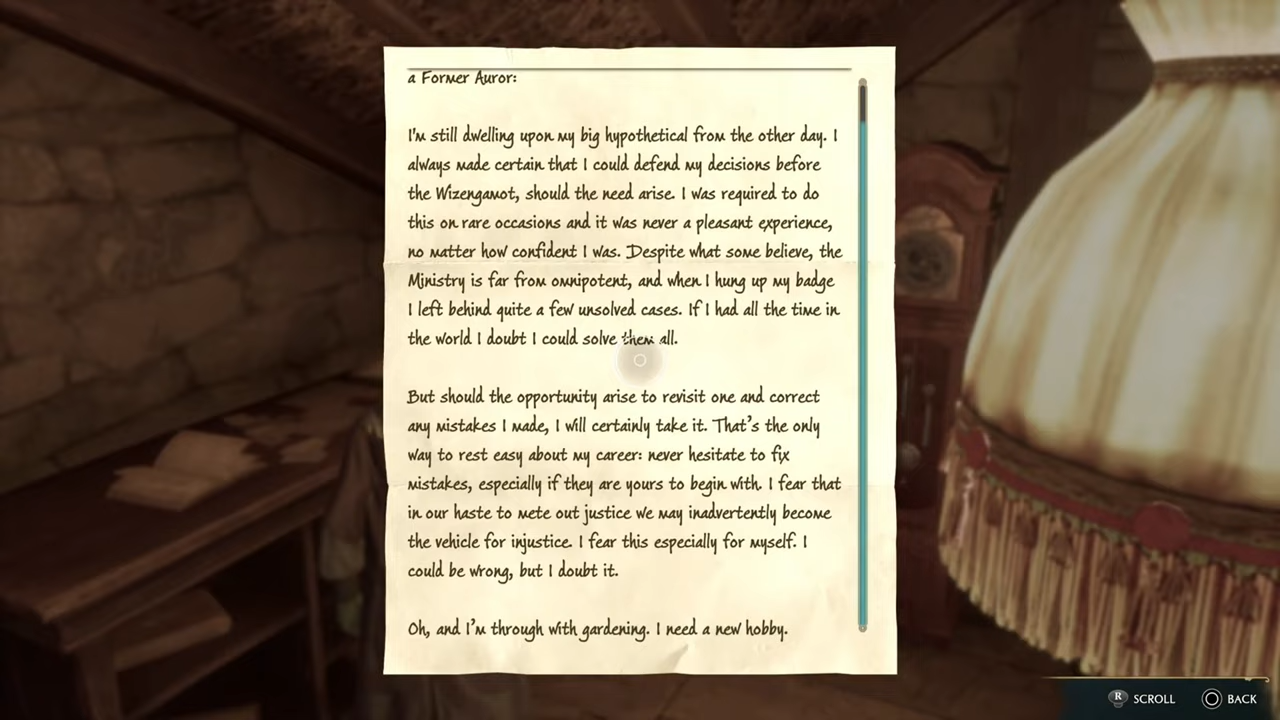 a Former Auror:
I'm still dwelling upon my big hypothetical from the other day. I
always made certain that I could defend my decisions before
the Wizengamot, should the need arise. I was required to do
this on rare occasions and it was never a pleasant experience,
no matter how confident I was. Despite what some believe, the
Ministry is far from omnipotent, and when I hung up my badge
I left behind quite a few unsolved cases. If I had all the time in
the world I doubt I could solve them all.
But should the opportunity arise to revisit one and correct
any mistakes I made, I will certainly take it. That's the only
way to rest easy about my career: never hesitate to fix
mistakes, especially if they are yours to begin with. I fear that
in our haste to mete out justice we may inadvertently become
the vehicle for injustice. I fear this especially for myself. I
could be wrong, but I doubt it.
Oh, and I'm through with gardening. I need a new hobby.
R SCROLL BACK